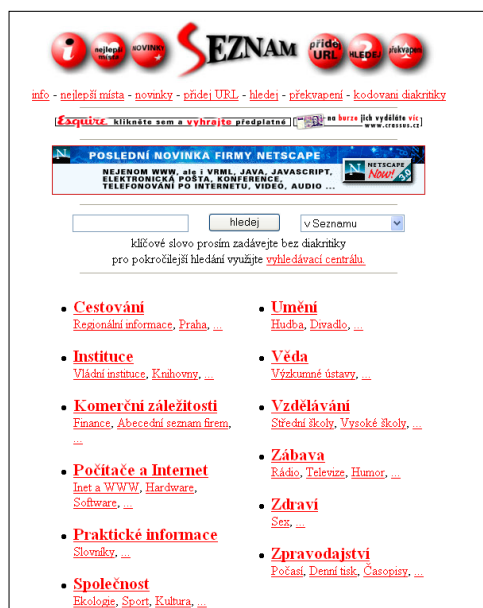 i
nejlepší místa
NOVINKY
SEZNAM
přidej URL
HLEDEJ
překvapení
info - nejlepší místa - novinky - přidej URL - hledej - překvapení - kodovani diakritiky
Esquire klikněte sem a vyhrajte předplatné
na burze jich vyděláte víc
www.crossus.cz
POSLEDNÍ NOVINKA FIRMY NETSCAPE
NEJENOM WWW, ale i VRML, JAVA, JAVASCRIPT,
ELEKTRONICKÁ POŠTA, KONFERENCE,
TELEFONOVÁNÍ PO INTERNETU, VIDEO, AUDIO ...
N
NETSCAPE
Now!
hledej
v Seznamu
klíčové slovo prosím zadávejte bez diakritiky
pro pokročilejší hledání využijte vyhledávací centrálu.
Cestování
Regionální informace, Praha, ...
Instituce
Vládní instituce, Knihovny, ...
Komerční záležitosti
Finance, Abecední seznam firem,
...
Počítače a Internet
Inet a WWW, Hardware,
Software, ...
Praktické informace
Slovníky, ...
Společnost
Ekologie, Sport, Kultura, ...
Umění
Hudba, Divadlo, ...
Věda
Výzkumné ústavy, ...
Vzdělávání
Střední školy, Vysoké školy, ...
Zábava
Rádio, Televize, Humor, ...
Zdraví
Sex, ...
Zpravodajství
Počasí, Denní tisk, Časopisy, ...